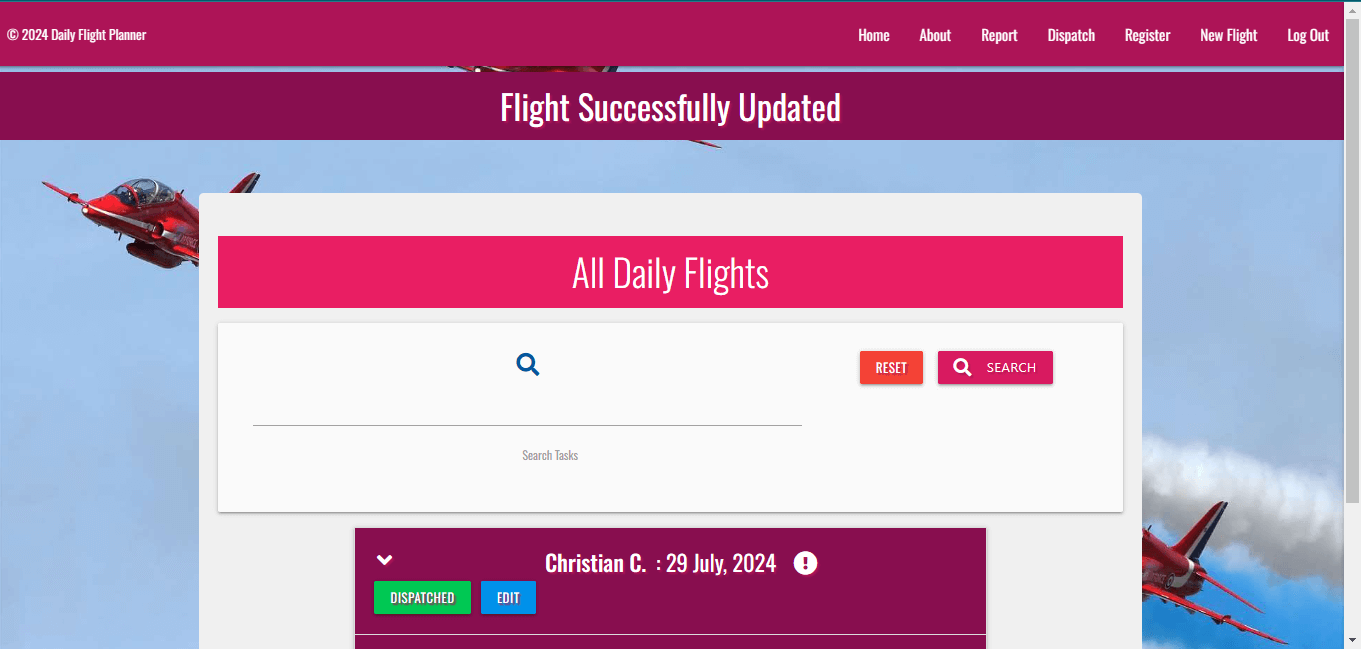 © 2024 Daily Flight Planner
Home About Report Dispatch Register New Flight Log Out
Flight Successfully Updated
All Daily Flights
RESET SEARCH
Search Tasks
Christian C. : 29 July, 2024
DISPATCHED EDIT